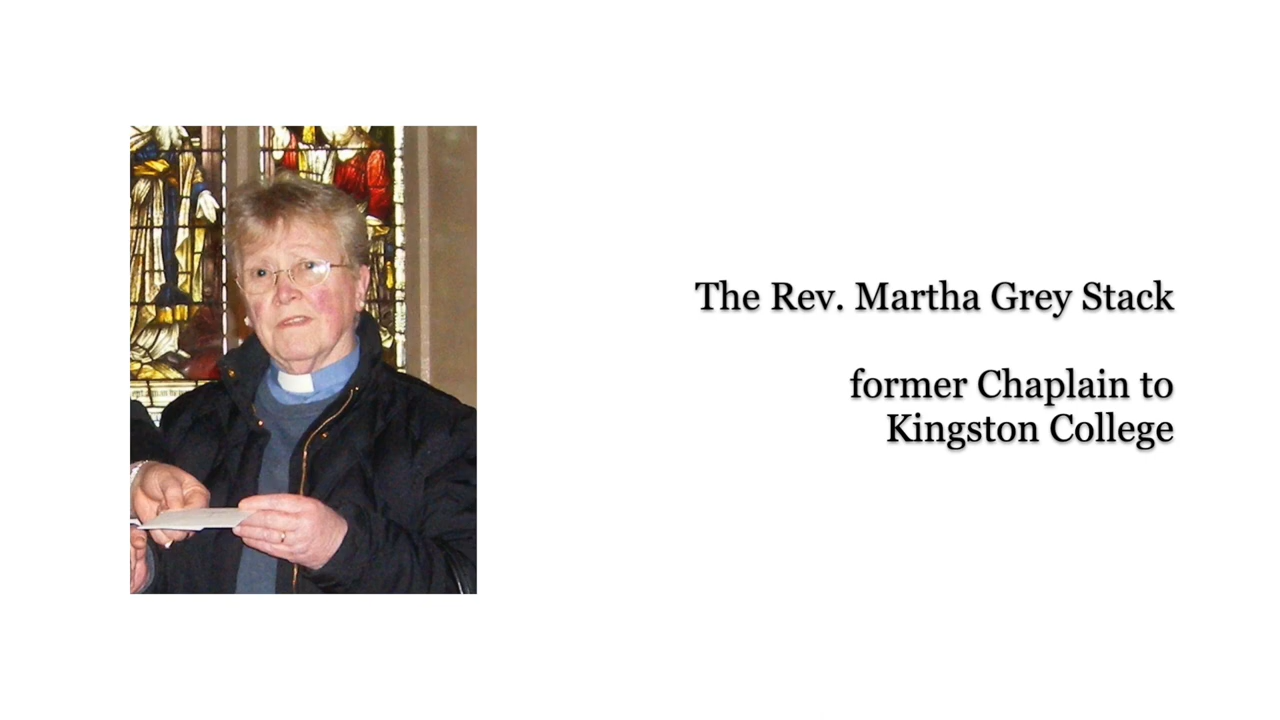 The Rev. Martha Grey Stack
former Chaplain to
Kingston College